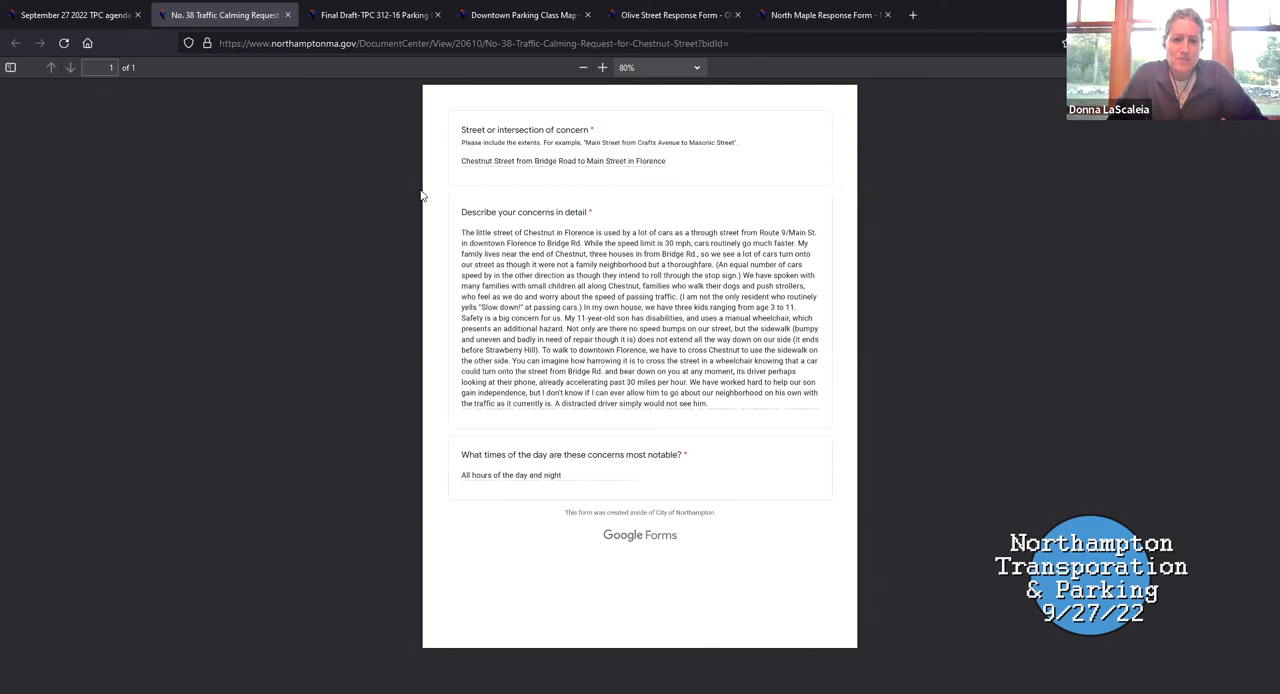 September 27 2022 TPC agenda
No. 38 Traffic Calming Request
Final Draft-TPC 312-16 Parking
Downtown Parking Class Map -
Olive Street Response Form - O
North Maple Response Form -
https://www.northamptonma.gov/DocumentCenter/View/20610/No-38-Traffic-Calming-Request-for-Chestnut-Street?bidId=
1 of 1
80%
Donna LaScaleia
Street or intersection of concern *
Please include the extents. For example, "Main Street from Crafts Avenue to Masonic Street".
Chestnut Street from Bridge Road to Main Street in Florence
Describe your concerns in detail *
The little street of Chestnut in Florence is used by a lot of cars as a through street from Route 9/Main St.
in downtown Florence to Bridge Rd. While the speed limit is 30 mph, cars routinely go much faster. My
family lives near the end of Chestnut, three houses in from Bridge Rd., so we see a lot of cars turn onto
our street as though it were not a family neighborhood but a thoroughfare. (An equal number of cars
speed by in the other direction as though they intend to roll through the stop sign.) We have spoken with
many families with small children all along Chestnut, families who walk their dogs and push strollers,
who feel as we do and worry about the speed of passing traffic. (I am not the only resident who routinely
yells "Slow down!" at passing cars.) In my own house, we have three kids ranging from age 3 to 11.
Safety is a big concern for us. My 11-year-old son has disabilities, and uses a manual wheelchair, which
presents an additional hazard. Not only are there no speed bumps on our street, but the sidewalk (bumpy
and uneven and badly in need of repair though it is) does not extend all the way down on our side (it ends
before Strawberry Hill). To walk to downtown Florence, we have to cross Chestnut to use the sidewalk on
the other side. You can imagine how harrowing it is to cross the street in a wheelchair knowing that a car
could turn onto the street from Bridge Rd. and bear down on you at any moment, its driver perhaps
looking at their phone, already accelerating past 30 miles per hour. We have worked hard to help our son
gain independence, but I don't know if I can ever allow him to go about our neighborhood on his own with
the traffic as it currently is. A distracted driver simply would not see him.
What times of the day are these concerns most notable? *
All hours of the day and night
This form was created inside of City of Northampton.
Google Forms
Northampton
Transporation
& Parking
9/27/22